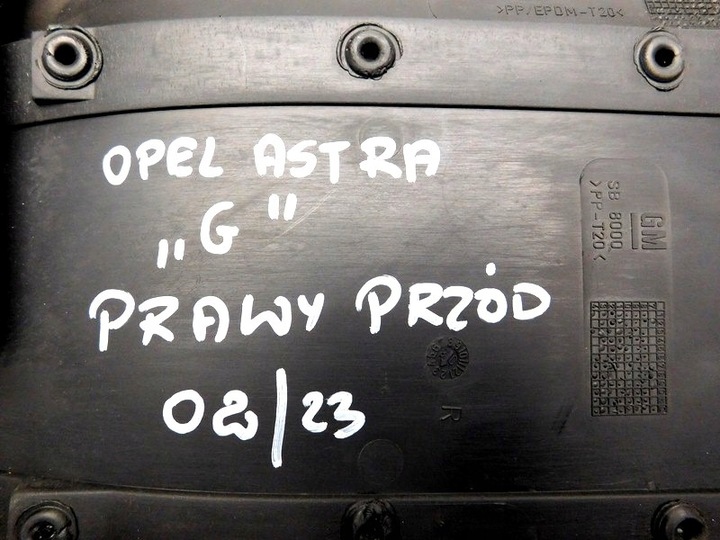 >PP/EPDM-T20<
OPEL ASTRA
„G"
PRAWY PRZÓD
02/23
GM
SB 8000
>PP-T20<
R